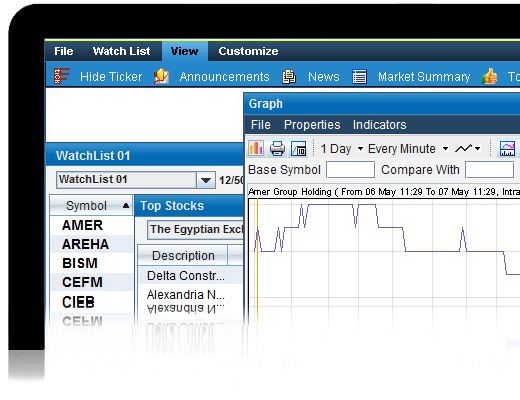 File Watch List View Customize
Hide Ticker Announcements News Market Summary To
Graph
File Properties Indicators
1 Day Every Minute
Base Symbol Compare With
Amer Group Holding ( From 06 May 11:29 To 07 May 11:29, Intra
WatchList 01
WatchList 01 12/50
Symbol
AMER
AREHA
BISM
CEFM
CIEB
CEFM
Top Stocks
The Egyptian Exc
Description
Delta Constr...
Alexandria N...
Alexandria N...